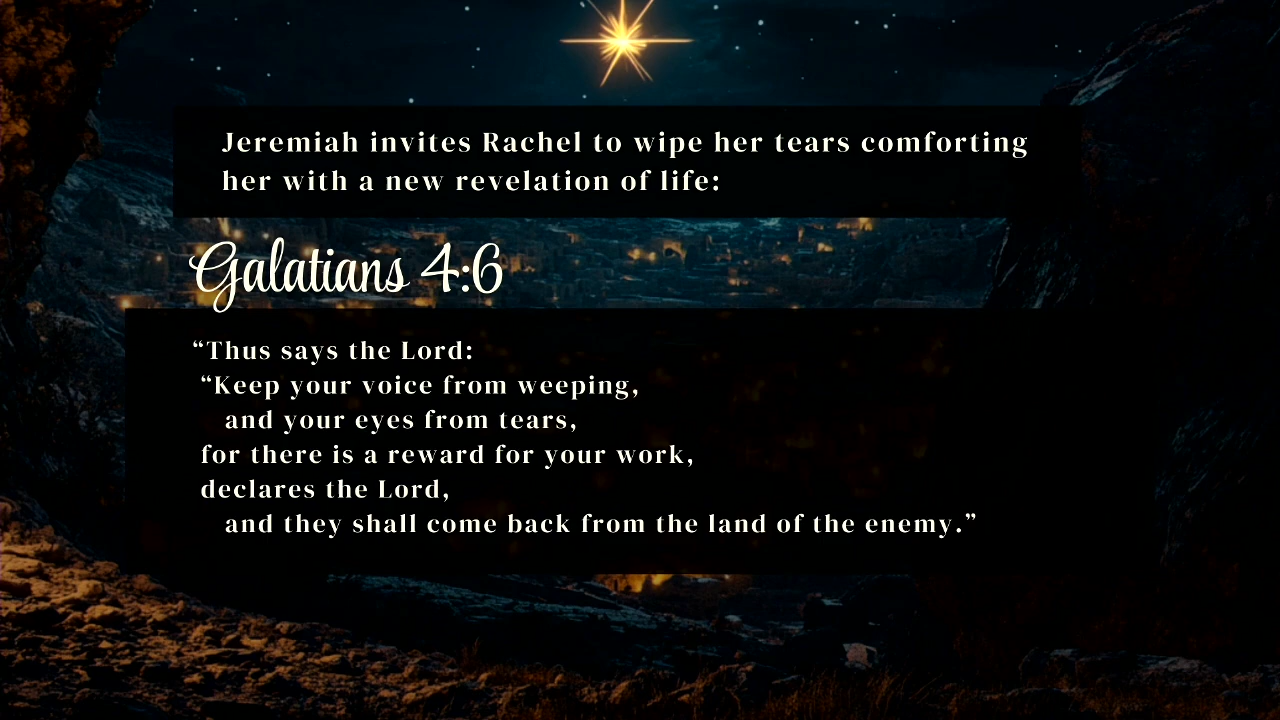 Jeremiah invites Rachel to wipe her tears comforting
her with a new revelation of life:
Galatians 4:6
“Thus says the Lord:
“Keep your voice from weeping,
and your eyes from tears,
for there is a reward for your work,
declares the Lord,
and they shall come back from the land of the enemy.”